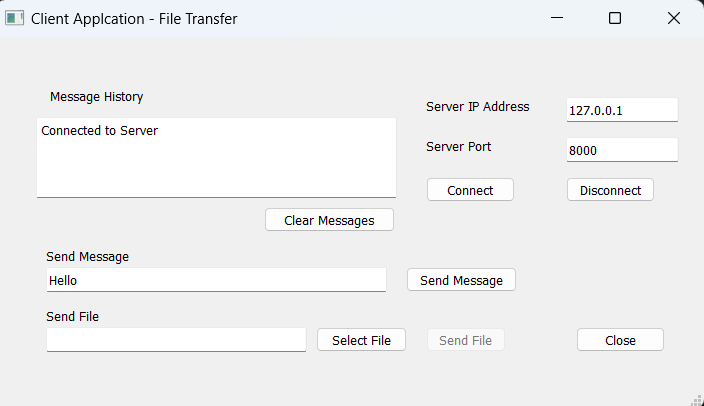 Client Applcation - File Transfer
Message History
Connected to Server
Clear Messages
Server IP Address
127.0.0.1
Server Port
8000
Connect
Disconnect
Send Message
Hello
Send Message
Send File
Select File
Send File
Close